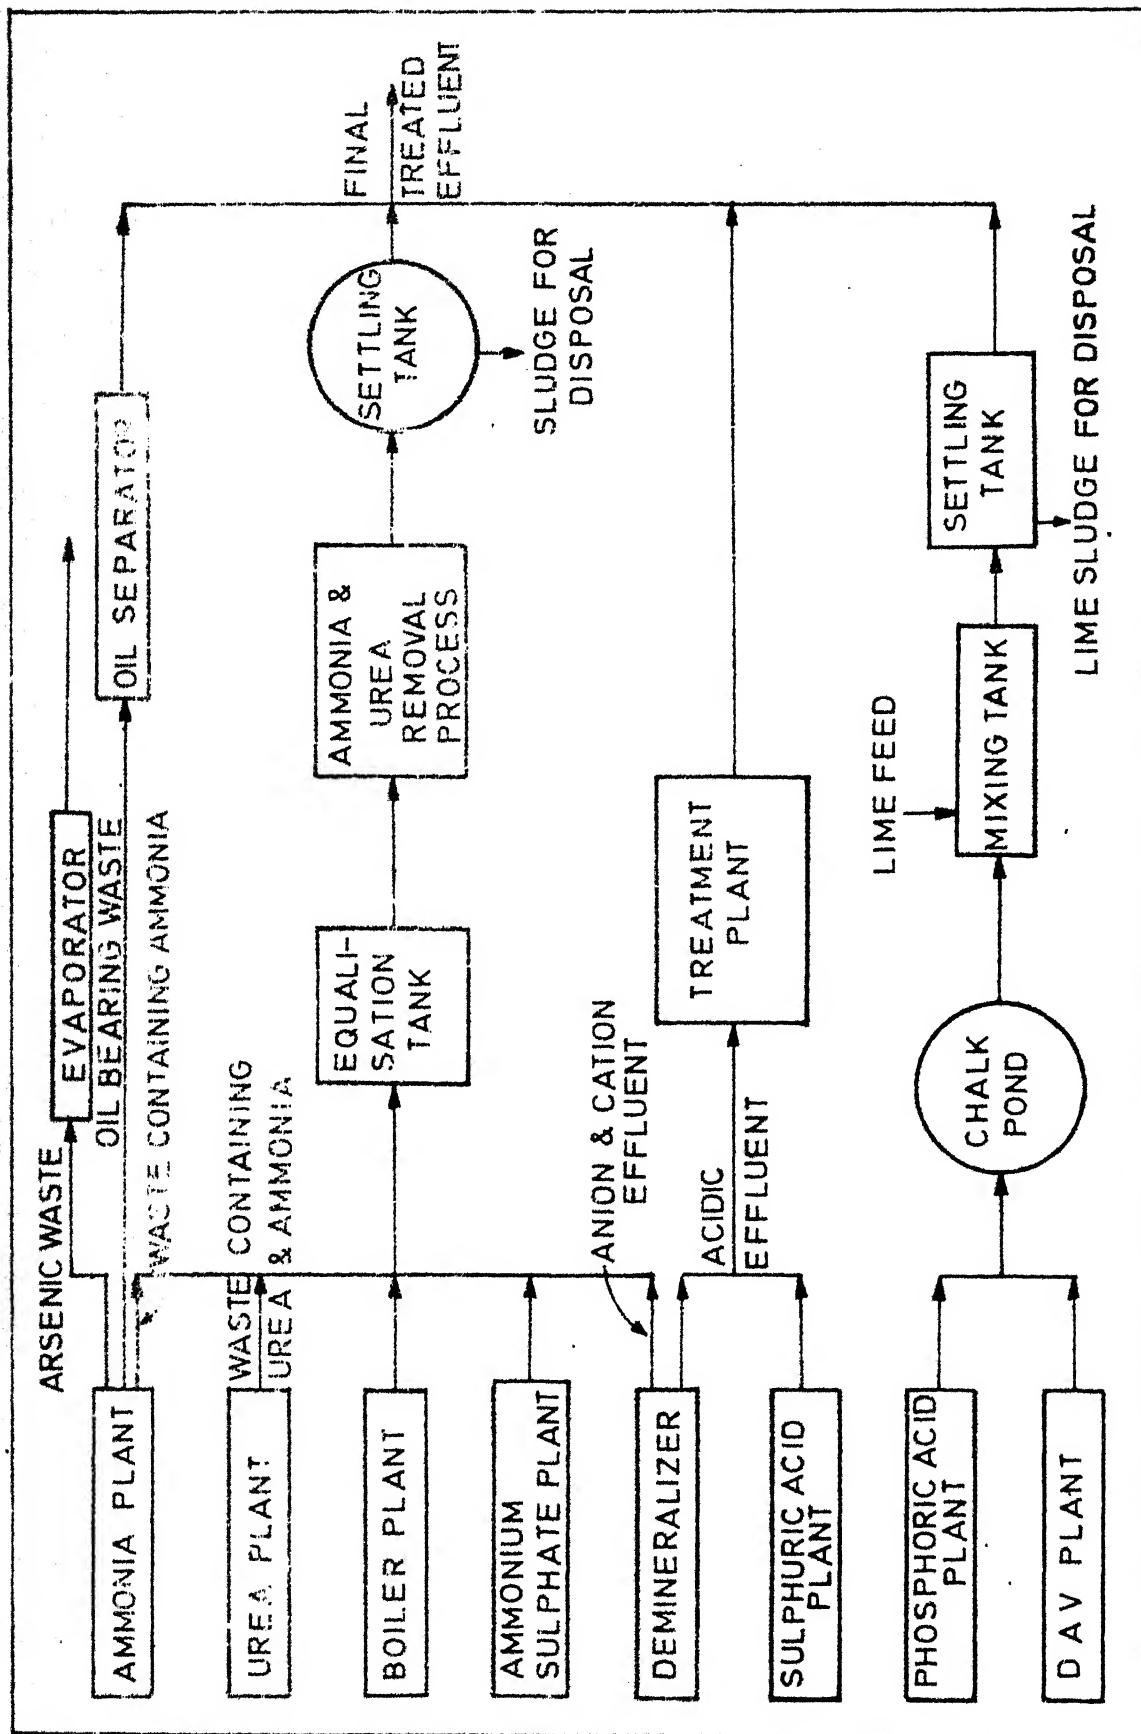 ARSENIC WASTE
EVAPORATOR
OIL BEARING WASTE
OIL SEPARATOR
WASTE CONTAINING AMMONIA
AMMONIA PLANT
WASTE CONTAINING
UREA & AMMONIA
UREA PLANT
BOILER PLANT
EQUALI-
SATION
TANK
AMMONIA &
UREA
REMOVAL
PROCESS
SETTLING
TANK
FINAL
TREATED
EFFLUENT
SLUDGE FOR
DISPOSAL
AMMONIUM
SULPHATE PLANT
ANION & CATION
EFFLUENT
DEMINERALIZER
ACIDIC
EFFLUENT
TREATMENT
PLANT
SULPHURIC ACID
PLANT
LIME FEED
PHOSPHORIC ACID
PLANT
CHALK
POND
MIXING TANK
SETTLING
TANK
DAV PLANT
LIME SLUDGE FOR DISPOSAL